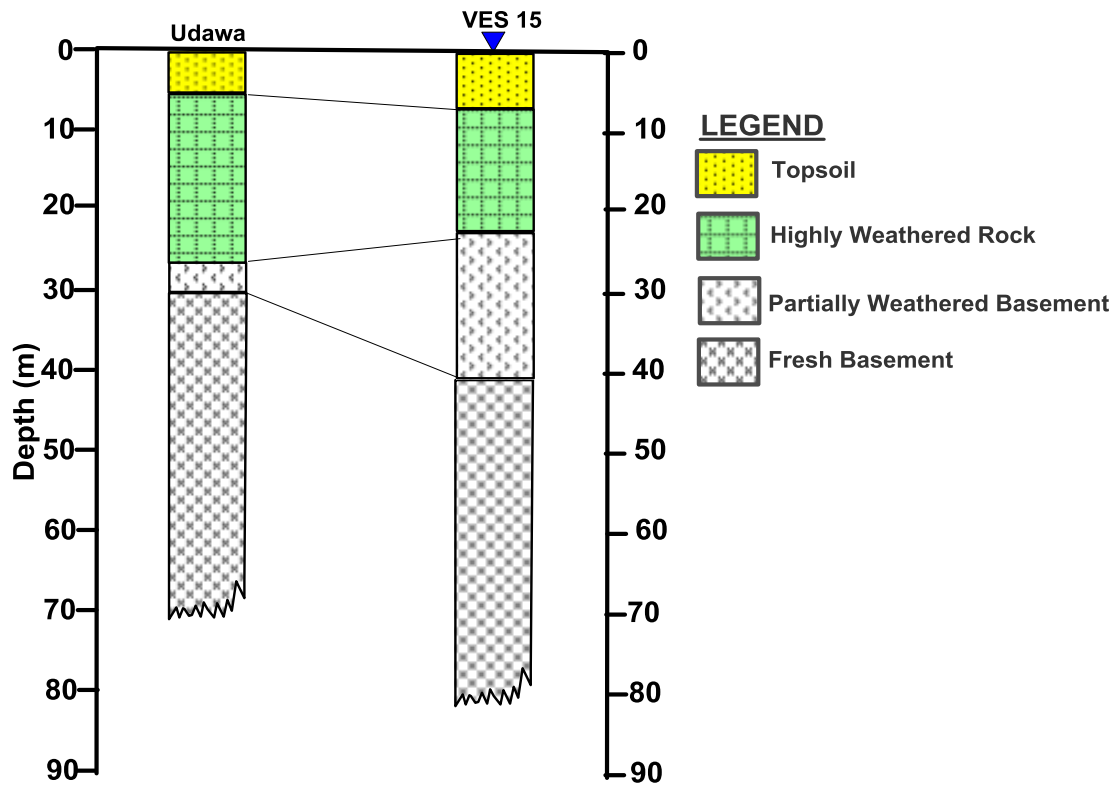 Udawa
VES 15
0
10
20
30
40
50
60
70
80
90
Depth (m)
0
10
20
30
40
50
60
70
80
90
LEGEND
Topsoil
Highly Weathered Rock
Partially Weathered Basement
Fresh Basement